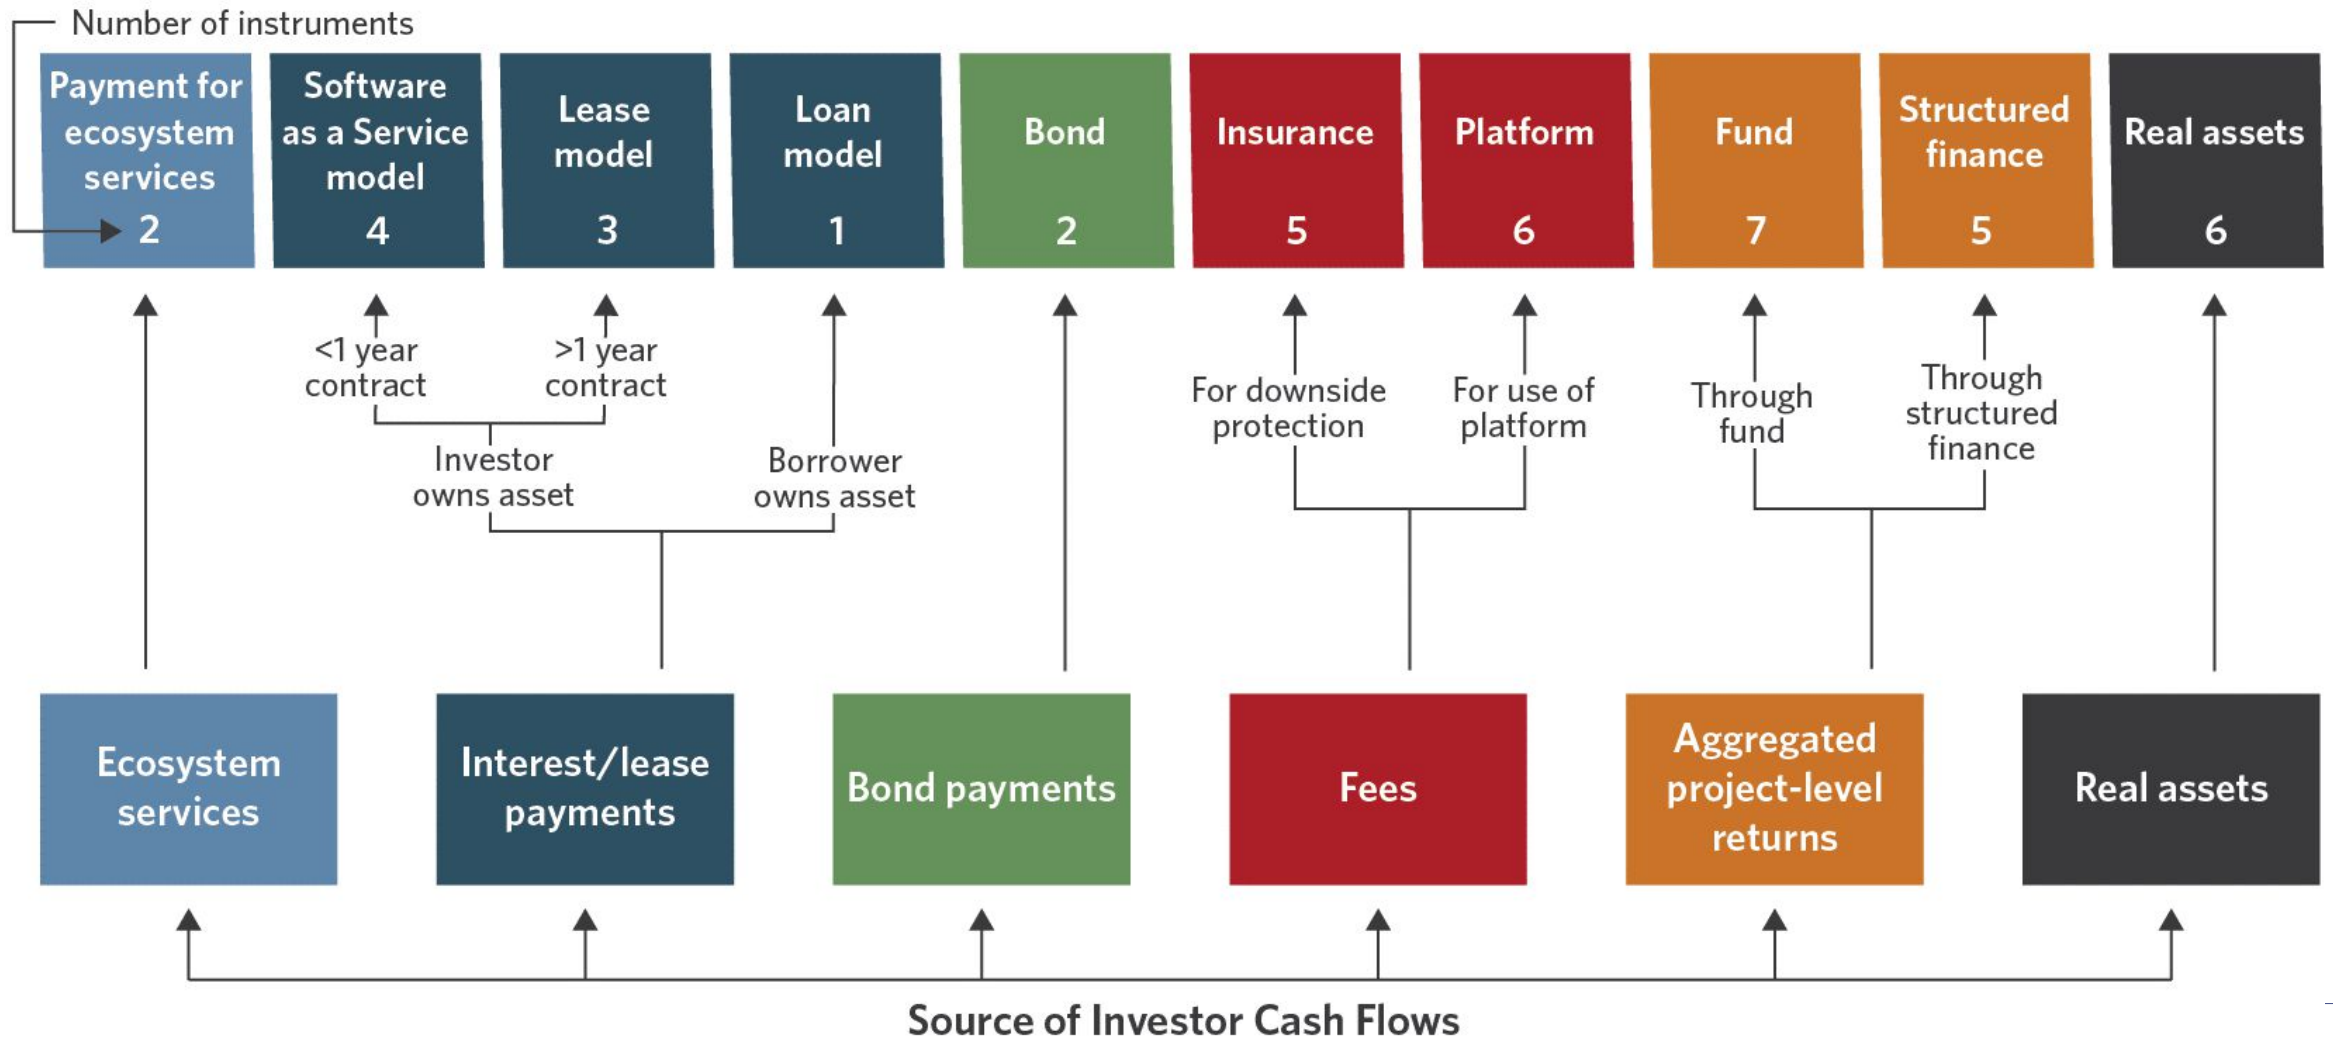 Number of instruments
Payment for
ecosystem
services
2
Software
as a Service
model
4
Lease
model
3
Loan
model
1
Bond
2
Insurance
5
Platform
6
Fund
7
Structured
finance
5
Real assets
6
<1 year
contract
>1 year
contract
Investor
owns asset
Borrower
owns asset
For downside
protection
For use of
platform
Through
fund
Through
structured
finance
Ecosystem
services
Interest/lease
payments
Bond payments
Fees
Aggregated
project-level
returns
Real assets
Source of Investor Cash Flows